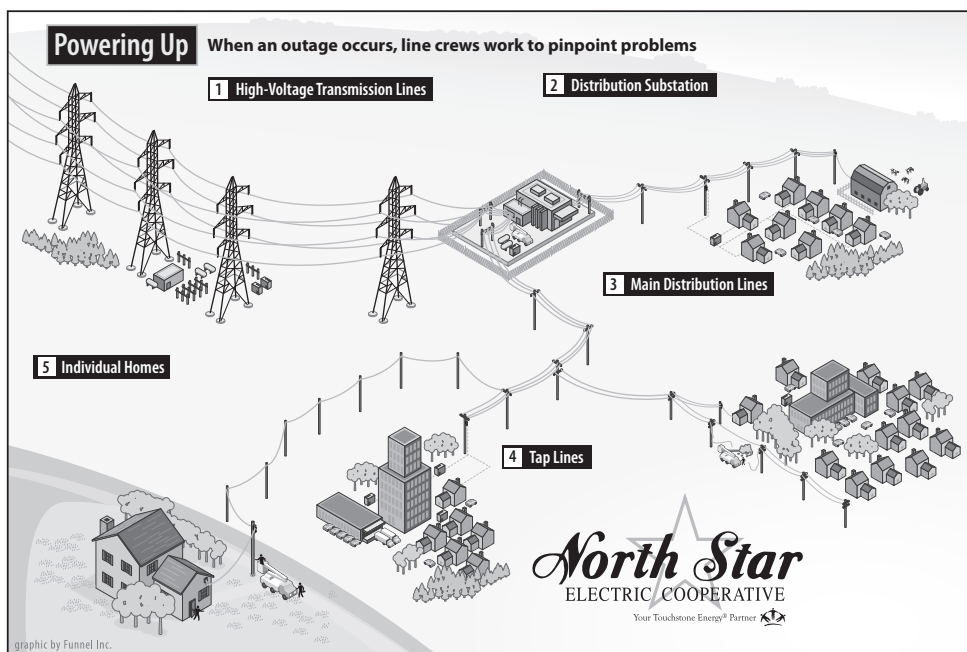 Powering Up
When an outage occurs, line crews work to pinpoint problems
1 High-Voltage Transmission Lines
2 Distribution Substation
3 Main Distribution Lines
5 Individual Homes
4 Tap Lines
North Star
ELECTRIC COOPERATIVE
Your Touchstone Energy® Partner
graphic by Funnel Inc.